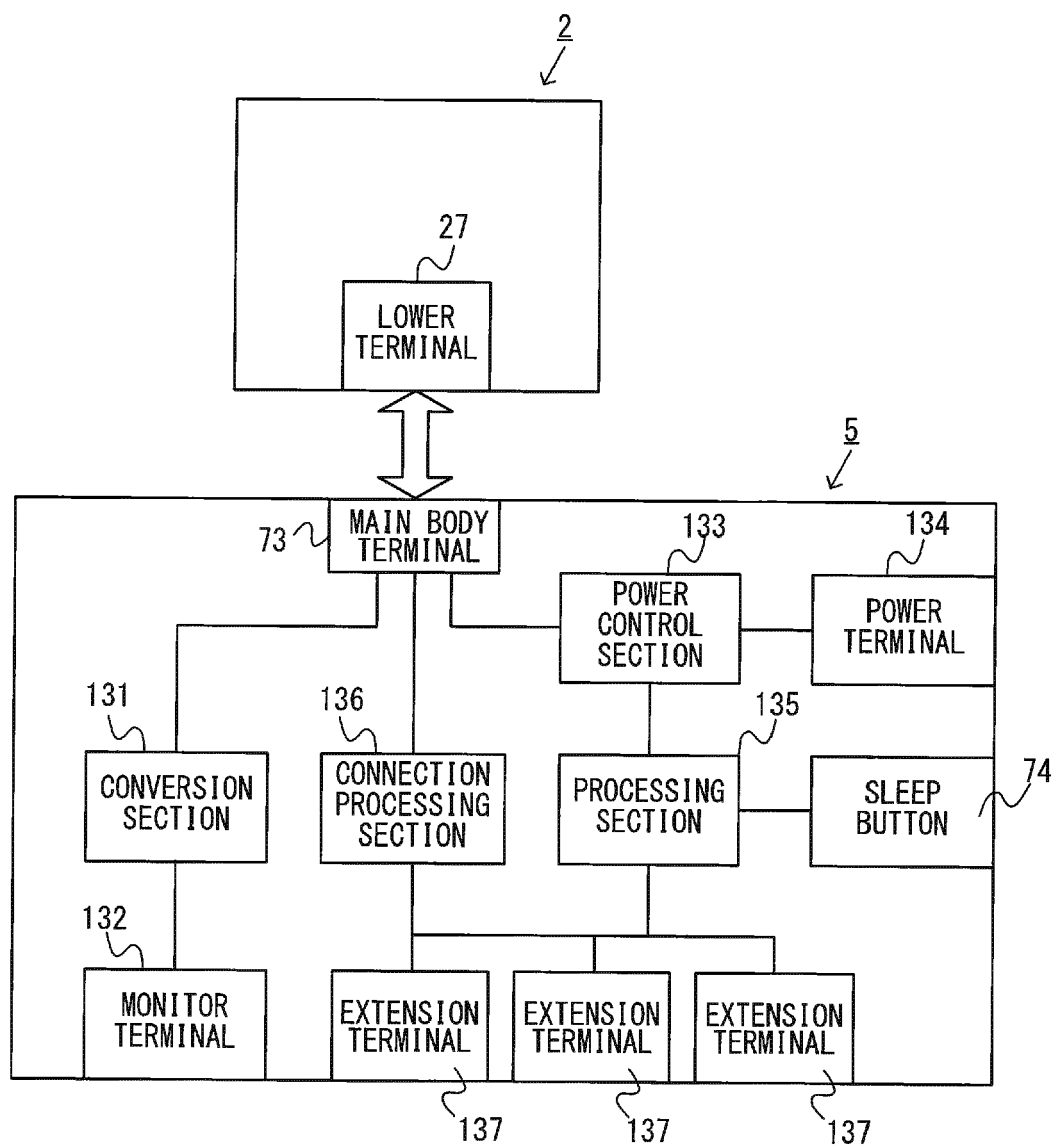 2
27
LOWER
TERMINAL
5
73
MAIN BODY
TERMINAL
133
134
POWER
CONTROL
SECTION
POWER
TERMINAL
131
136
135
74
CONVERSION
SECTION
CONNECTION
PROCESSING
SECTION
PROCESSING
SECTION
SLEEP
BUTTON
132
MONITOR
TERMINAL
EXTENSION
TERMINAL
EXTENSION
TERMINAL
EXTENSION
TERMINAL
137
137
137